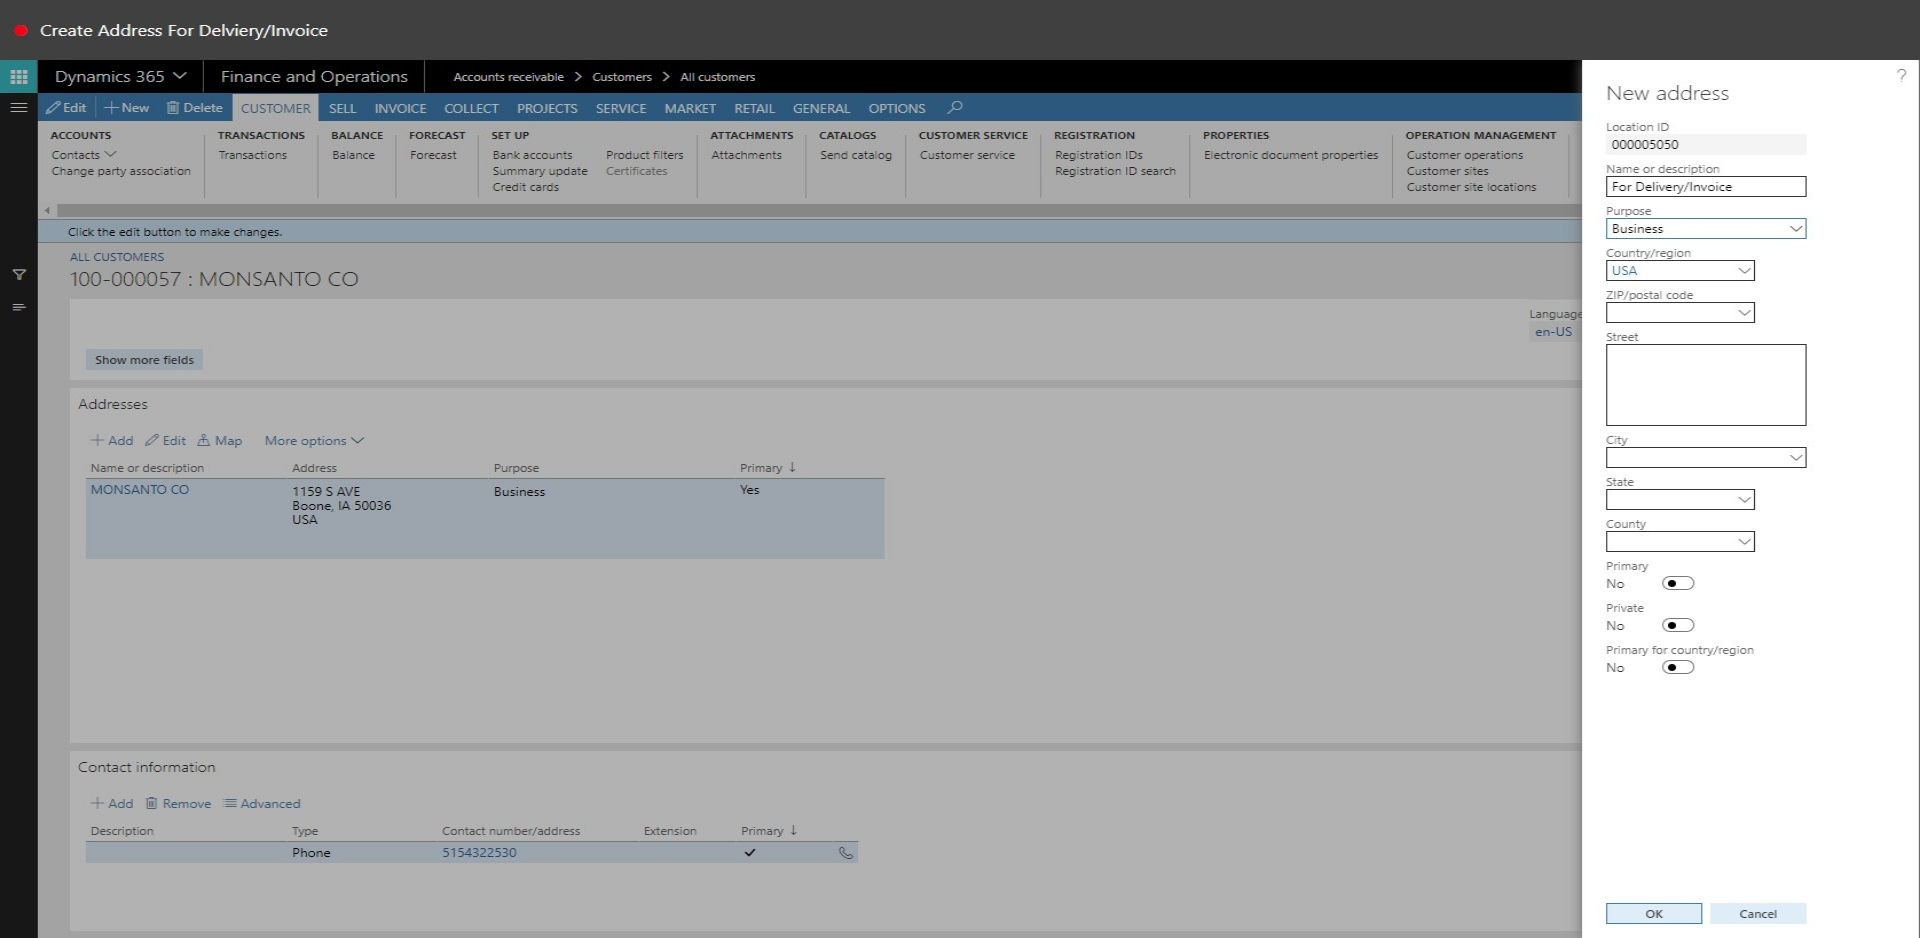 Create Address For Delviery/Invoice
Dynamics 365
Finance and Operations
Accounts receivable > Customers > All customers
Edit
New
Delete
CUSTOMER
SELL
INVOICE
COLLECT
PROJECTS
SERVICE
MARKET
RETAIL
GENERAL
OPTIONS
ACCOUNTS
Contacts
Change party association
TRANSACTIONS
Transactions
BALANCE
Balance
FORECAST
Forecast
SET UP
Bank accounts
Summary update
Credit cards
Product filters
Certificates
ATTACHMENTS
Attachments
CATALOGS
Send catalog
CUSTOMER SERVICE
Customer service
REGISTRATION
Registration IDs
Registration ID search
PROPERTIES
Electronic document properties
OPERATION MANAGEMENT
Customer operations
Customer sites
Customer site locations
Click the edit button to make changes.
ALL CUSTOMERS
100-000057 : MONSANTO CO
Language
en-US
Show more fields
Addresses
Add
Edit
Map
More options
Name or description
Address
Purpose
Primary
MONSANTO CO
1159 S AVE
Boone, IA 50036
USA
Business
Yes
Contact information
Add
Remove
Advanced
Description
Type
Contact number/address
Extension
Primary
Phone
5154322530
?
New address
Location ID
000005050
Name or description
For Delivery/Invoice
Purpose
Business
Country/region
USA
ZIP/postal code
Street
City
State
County
Primary
No
Private
No
Primary for country/region
No
OK
Cancel